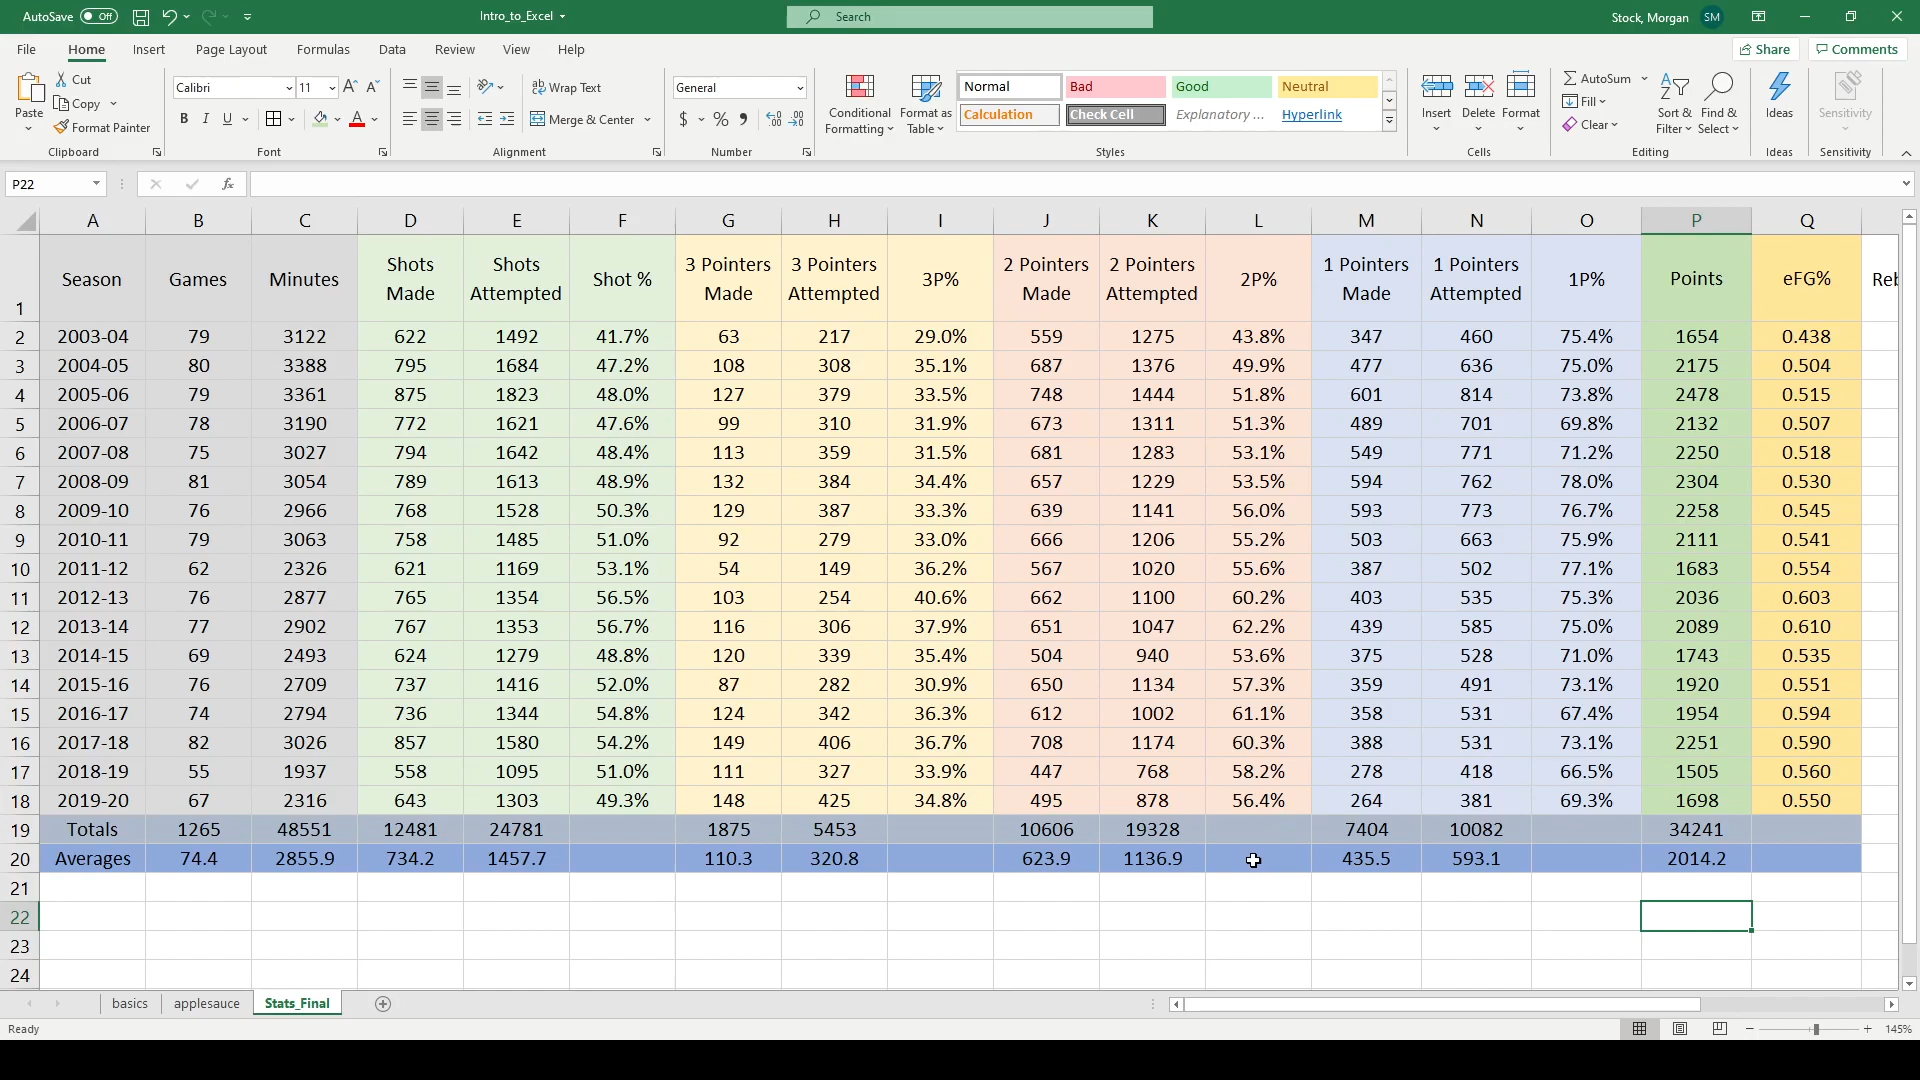 AutoSave Off Intro_to_Excel Search Stock, Morgan SM
File Home Insert Page Layout Formulas Data Review View Help Share Comments
Paste Cut Copy Format Painter Clipboard
Calibri 11 A A B I U A Font
Wrap Text Merge & Center Alignment
General $ % 9 Number
Conditional Formatting Format as Table
Normal Bad Good Neutral
Calculation Check Cell Explanatory ... Hyperlink
Styles
Insert Delete Format Cells
AutoSum Fill Clear Sort & Filter Find & Select Editing
Ideas Ideas
Sensitivity Sensitivity
P22 fx
A B C D E F G H I J K L M N O P Q
1 Season Games Minutes Shots Made Shots Attempted Shot % 3 Pointers Made 3 Pointers Attempted 3P% 2 Pointers Made 2 Pointers Attempted 2P% 1 Pointers Made 1 Pointers Attempted 1P% Points eFG% Reb
2 2003-04 79 3122 622 1492 41.7% 63 217 29.0% 559 1275 43.8% 347 460 75.4% 1654 0.438
3 2004-05 80 3388 795 1684 47.2% 108 308 35.1% 687 1376 49.9% 477 636 75.0% 2175 0.504
4 2005-06 79 3361 875 1823 48.0% 127 379 33.5% 748 1444 51.8% 601 814 73.8% 2478 0.515
5 2006-07 78 3190 772 1621 47.6% 99 310 31.9% 673 1311 51.3% 489 701 69.8% 2132 0.507
6 2007-08 75 3027 794 1642 48.4% 113 359 31.5% 681 1283 53.1% 549 771 71.2% 2250 0.518
7 2008-09 81 3054 789 1613 48.9% 132 384 34.4% 657 1229 53.5% 594 762 78.0% 2304 0.530
8 2009-10 76 2966 768 1528 50.3% 129 387 33.3% 639 1141 56.0% 593 773 76.7% 2258 0.545
9 2010-11 79 3063 758 1485 51.0% 92 279 33.0% 666 1206 55.2% 503 663 75.9% 2111 0.541
10 2011-12 62 2326 621 1169 53.1% 54 149 36.2% 567 1020 55.6% 387 502 77.1% 1683 0.554
11 2012-13 76 2877 765 1354 56.5% 103 254 40.6% 662 1100 60.2% 403 535 75.3% 2036 0.603
12 2013-14 77 2902 767 1353 56.7% 116 306 37.9% 651 1047 62.2% 439 585 75.0% 2089 0.610
13 2014-15 69 2493 624 1279 48.8% 120 339 35.4% 504 940 53.6% 375 528 71.0% 1743 0.535
14 2015-16 76 2709 737 1416 52.0% 87 282 30.9% 650 1134 57.3% 359 491 73.1% 1920 0.551
15 2016-17 74 2794 736 1344 54.8% 124 342 36.3% 612 1002 61.1% 358 531 67.4% 1954 0.594
16 2017-18 82 3026 857 1580 54.2% 149 406 36.7% 708 1174 60.3% 388 531 73.1% 2251 0.590
17 2018-19 55 1937 558 1095 51.0% 111 327 33.9% 447 768 58.2% 278 418 66.5% 1505 0.560
18 2019-20 67 2316 643 1303 49.3% 148 425 34.8% 495 878 56.4% 264 381 69.3% 1698 0.550
19 Totals 1265 48551 12481 24781 1875 5453 10606 19328 7404 10082 34241
20 Averages 74.4 2855.9 734.2 1457.7 110.3 320.8 623.9 1136.9 435.5 593.1 2014.2
21
22
23
24
basics applesauce Stats_Final
Ready 145%